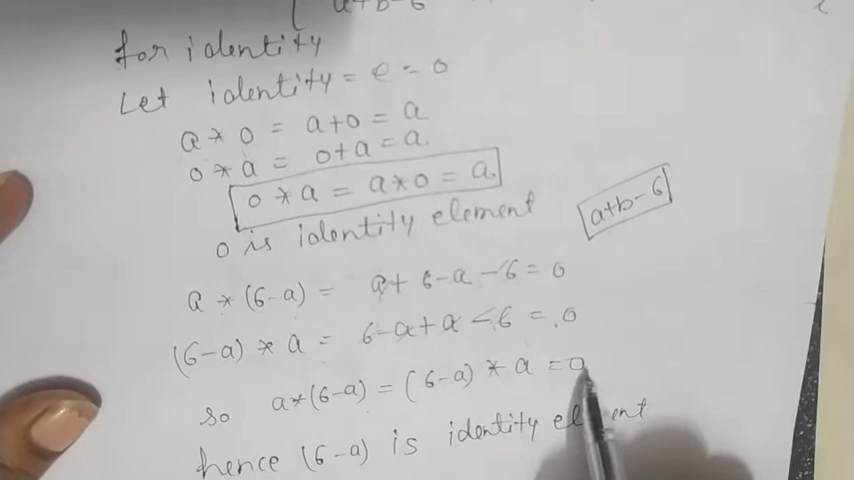 a+b-6
for identity
Let identity = e = 0
a * 0 = a+0 = a
0 * a = 0+a = a.
0 * a = a*0 = a.
0 is identity element
a+b-6
a * (6-a) = a+ 6-a-6 = 0
(6-a) * a = 6-a+a-6 = 0
so a*(6-a) = (6-a) * a = 0
hence (6-a) is identity